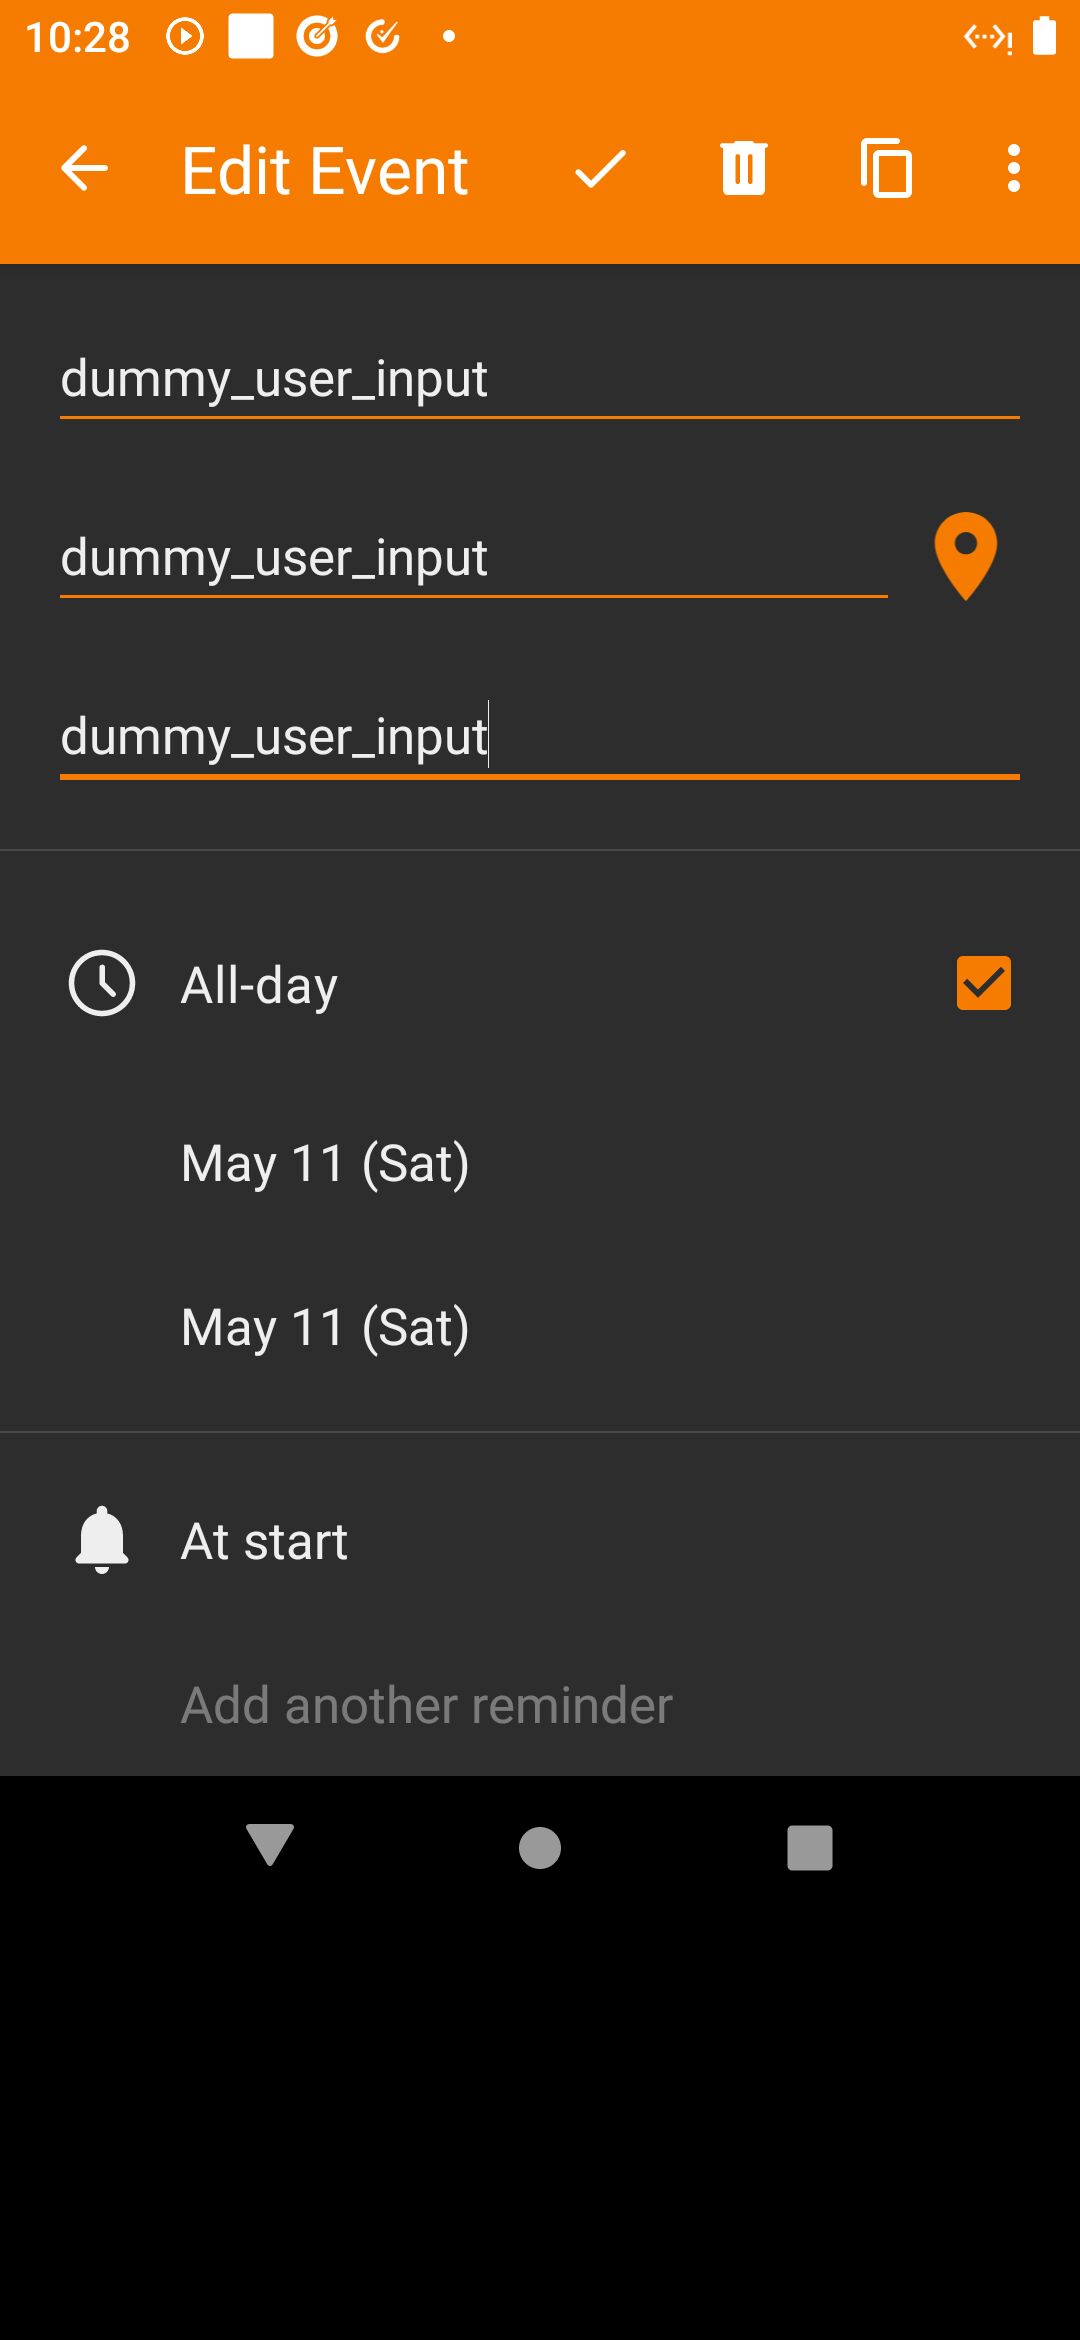 10:28
Edit Event
dummy_user_input
dummy_user_input
dummy_user_input
All-day
May 11 (Sat)
May 11 (Sat)
At start
Add another reminder